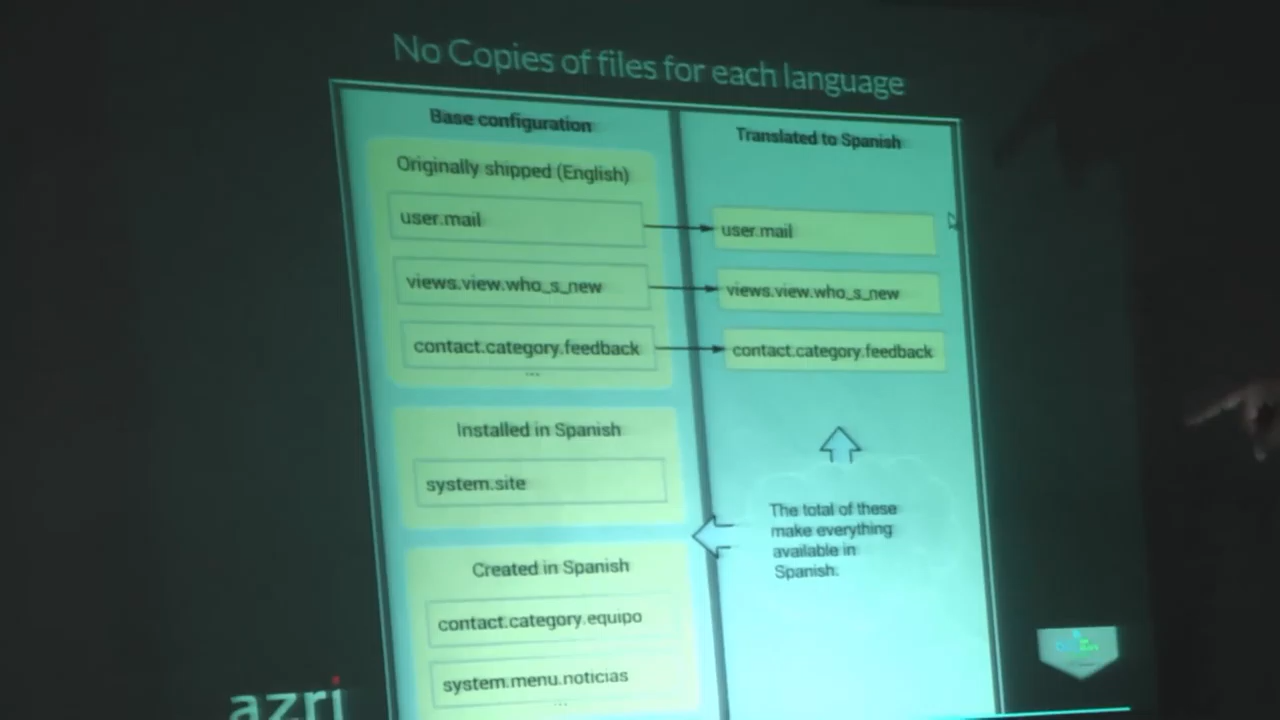 No Copies of files for each language
Base configuration
Originally shipped (English)
user.mail
views.view.who_s_new
contact.category.feedback
...
Installed in Spanish
system.site
Created in Spanish
contact.category.equipo
system.menu.noticias
...
Translated to Spanish
user.mail
views.view.who_s_new
contact.category.feedback
The total of these
make everything
available in
Spanish.
azri